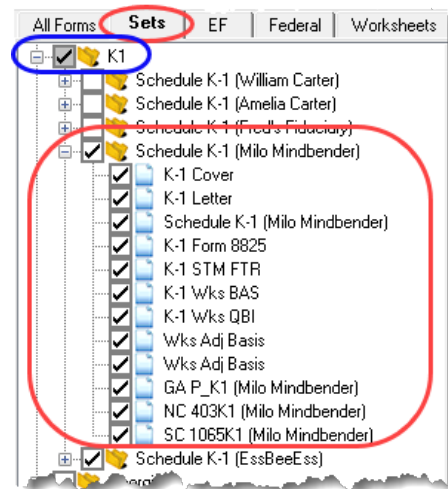 All Forms Sets EF Federal Worksheets
K1
Schedule K-1 (William Carter)
Schedule K-1 (Amelia Carter)
Schedule K-1 (Fred's Fiduciary)
Schedule K-1 (Milo Mindbender)
K-1 Cover
K-1 Letter
Schedule K-1 (Milo Mindbender)
K-1 Form 8825
K-1 STM FTR
K-1 Wks BAS
K-1 Wks QBI
Wks Adj Basis
Wks Adj Basis
GA P_K1 (Milo Mindbender)
NC 403K1 (Milo Mindbender)
SC 1065K1 (Milo Mindbender)
Schedule K-1 (EssBeeEss)